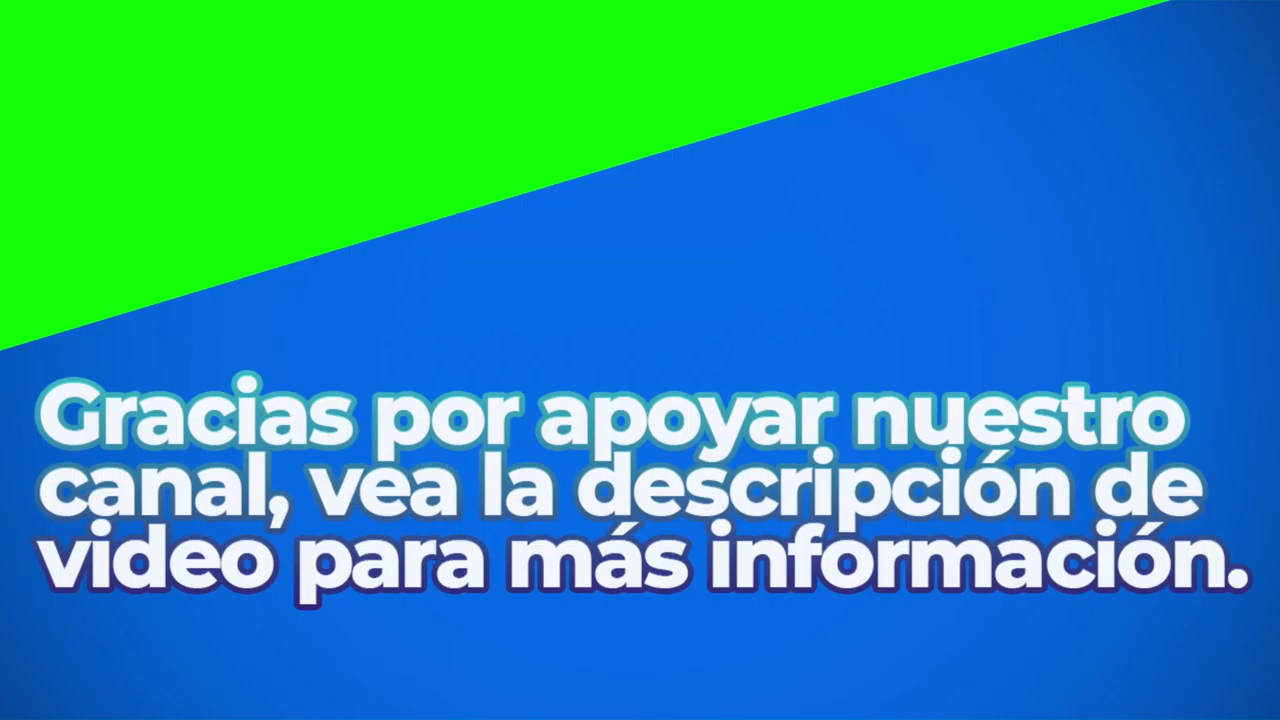 Gracias por apoyar nuestro
canal, vea la descripción de
video para más información.